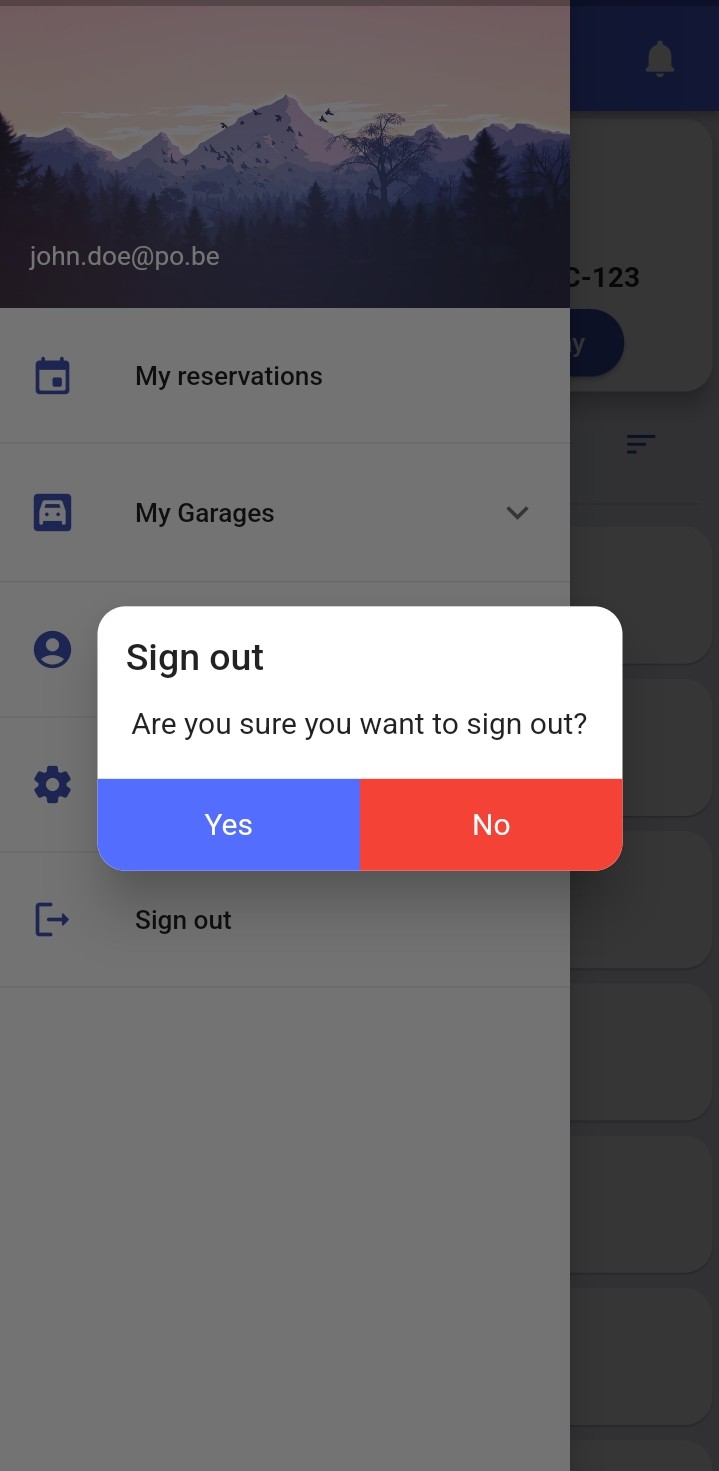 john.doe@po.be
C-123
My reservations
My Garages
Sign out
Are you sure you want to sign out?
Yes
No
Sign out